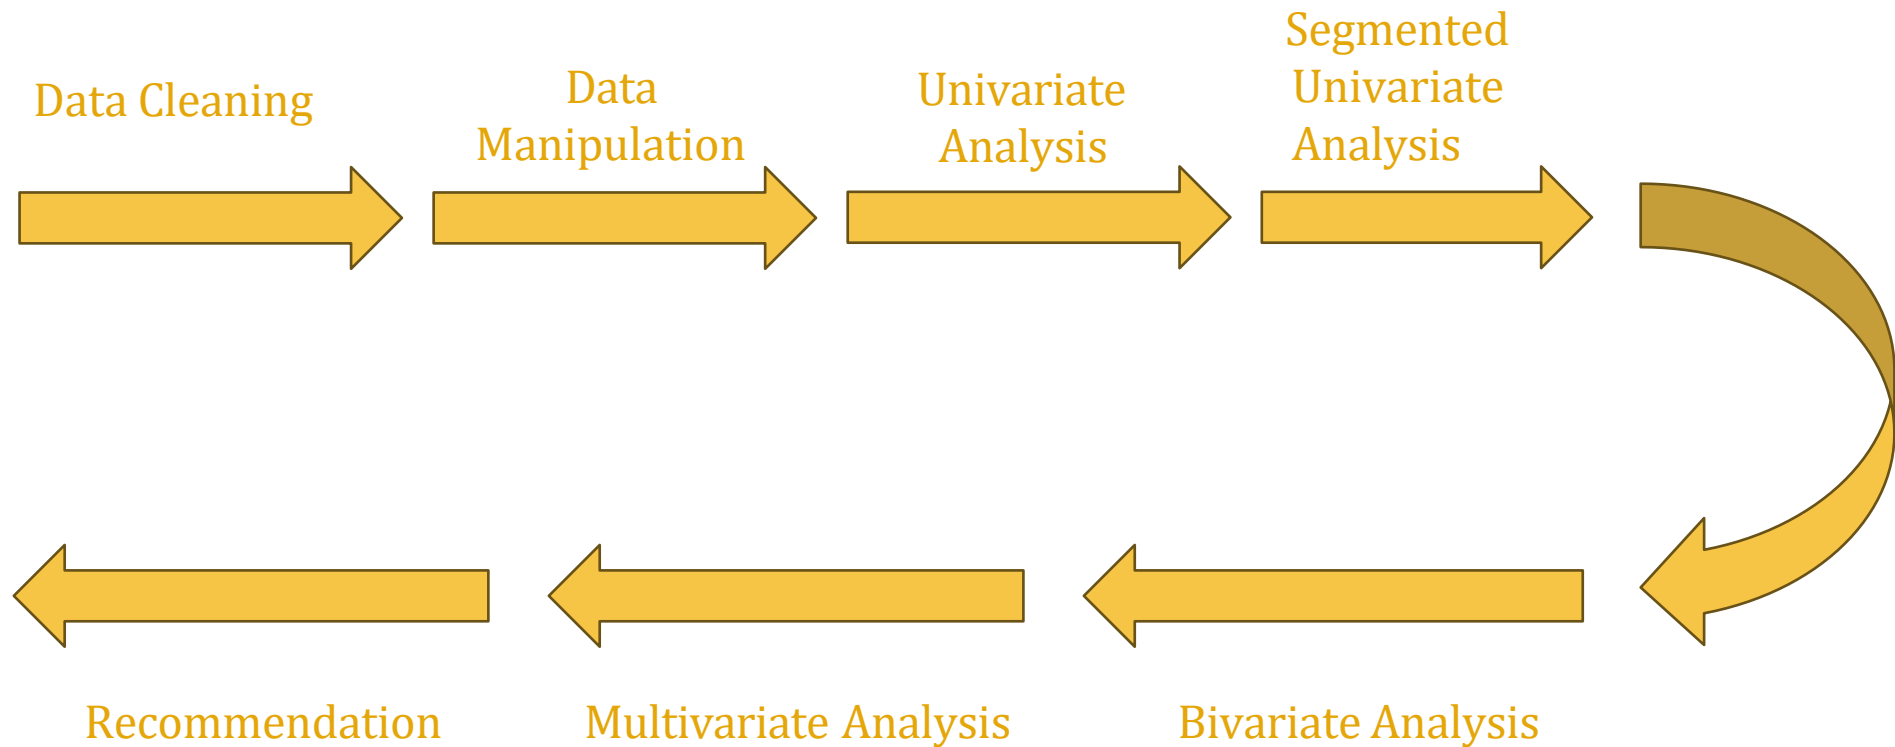 Data Cleaning
Data
Manipulation
Univariate
Analysis
Segmented
Univariate
Analysis
Bivariate Analysis
Multivariate Analysis
Recommendation